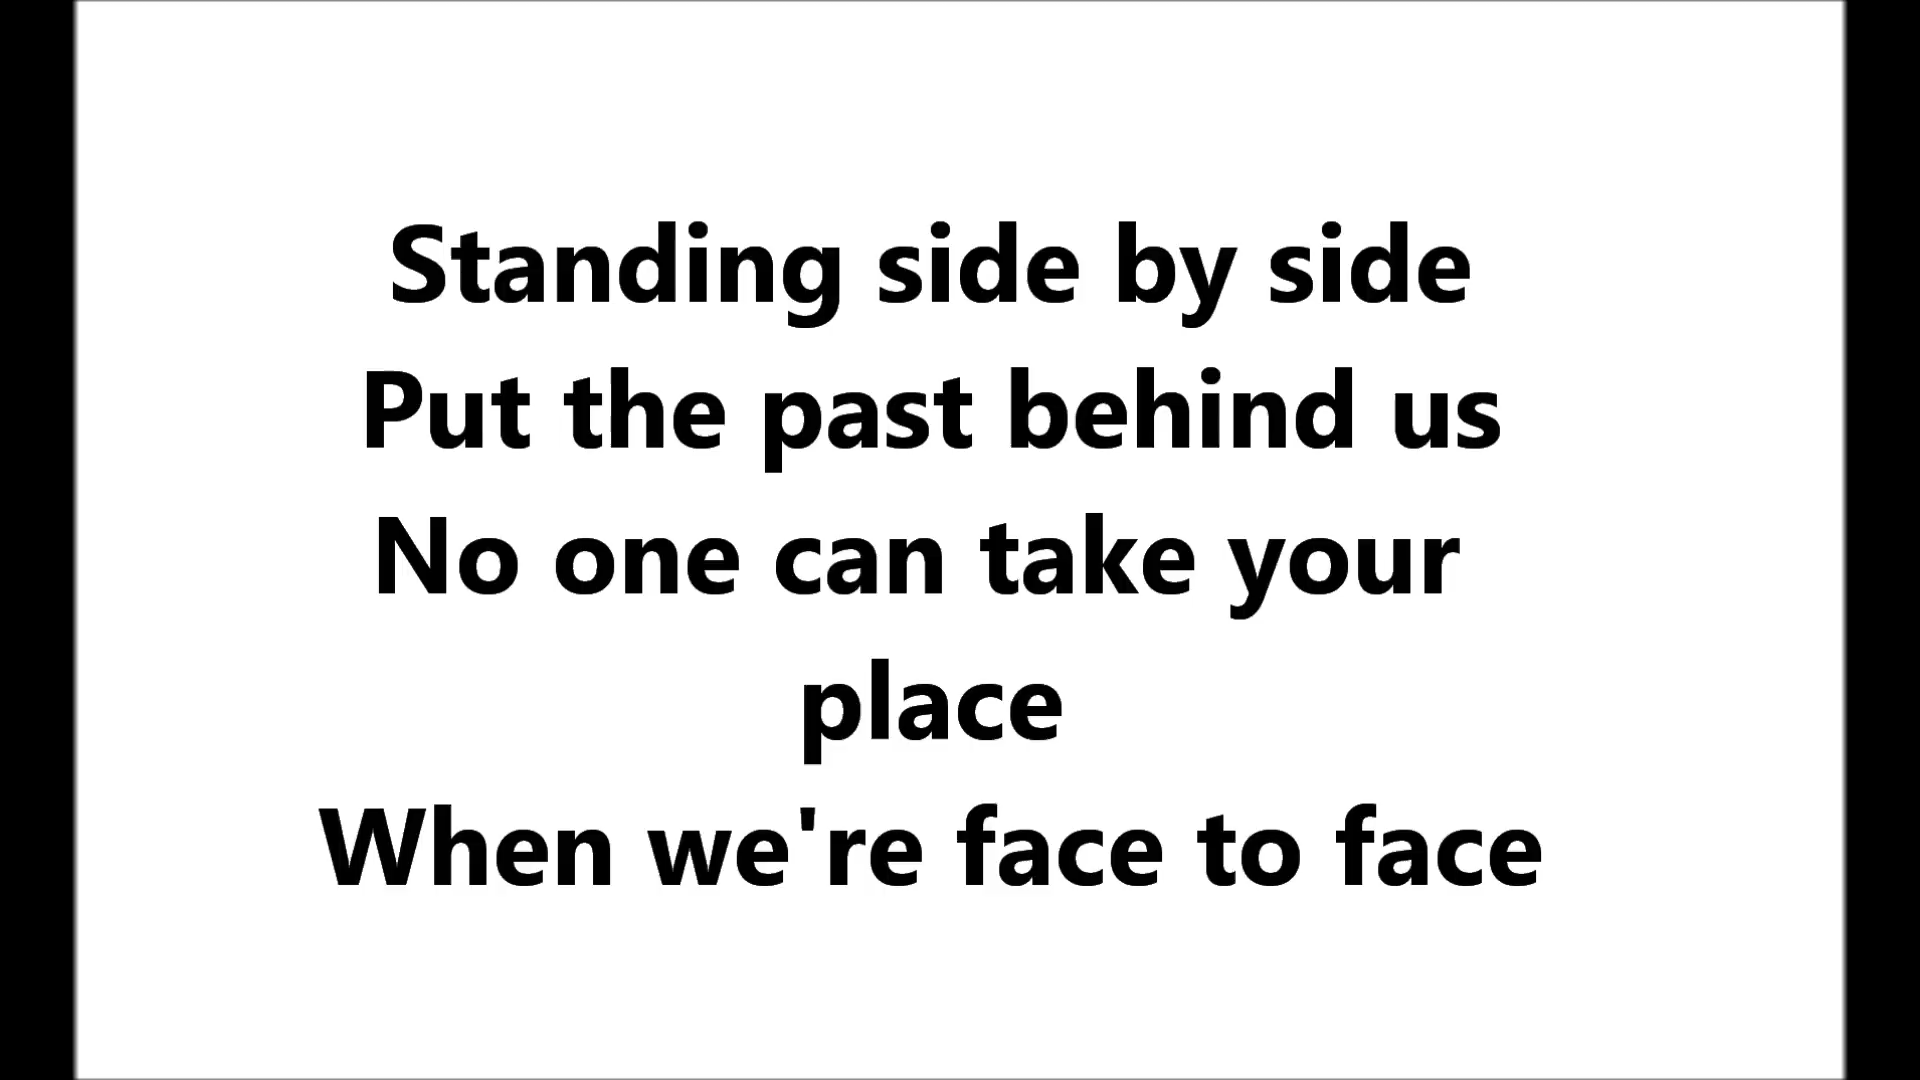 Standing side by side
Put the past behind us
No one can take your
place
When we're face to face